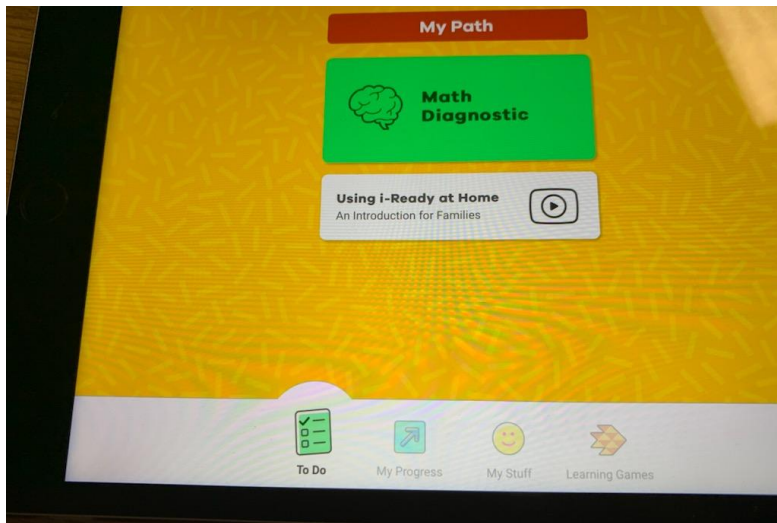 My Path
Math
Diagnostic
Using i-Ready at Home
An Introduction for Families
To Do
My Progress
My Stuff
Learning Games